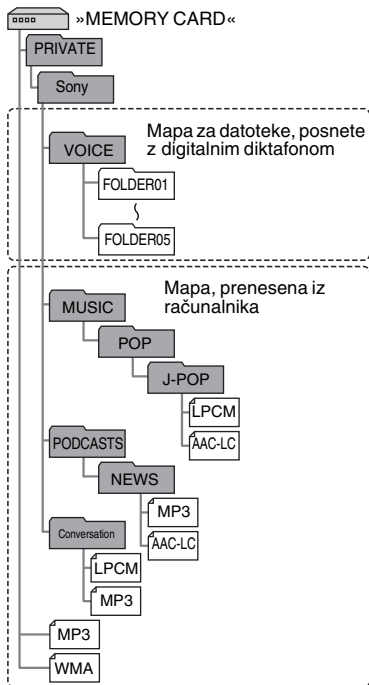 »MEMORY CARD«
PRIVATE
Sony
Mapa za datoteke, posnete
z digitalnim diktafonom
VOICE
FOLDER01
FOLDER05
Mapa, prenesena iz
računalnika
MUSIC
POP
J-POP
LPCM
AAC-LC
PODCASTS
NEWS
MP3
AAC-LC
Conversation
LPCM
MP3
MP3
WMA